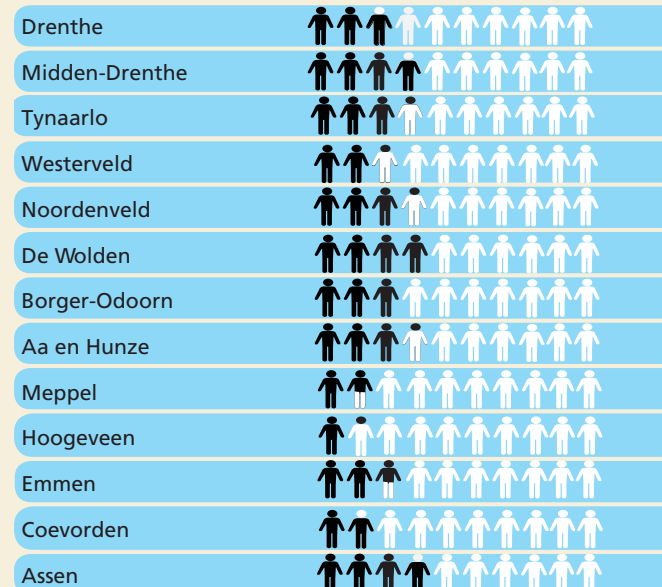 Drenthe
Midden-Drenthe
Tynaarlo
Westerveld
Noordenveld
De Wolden
Borger-Odoorn
Aa en Hunze
Meppel
Hoogeveen
Emmen
Coevorden
Assen